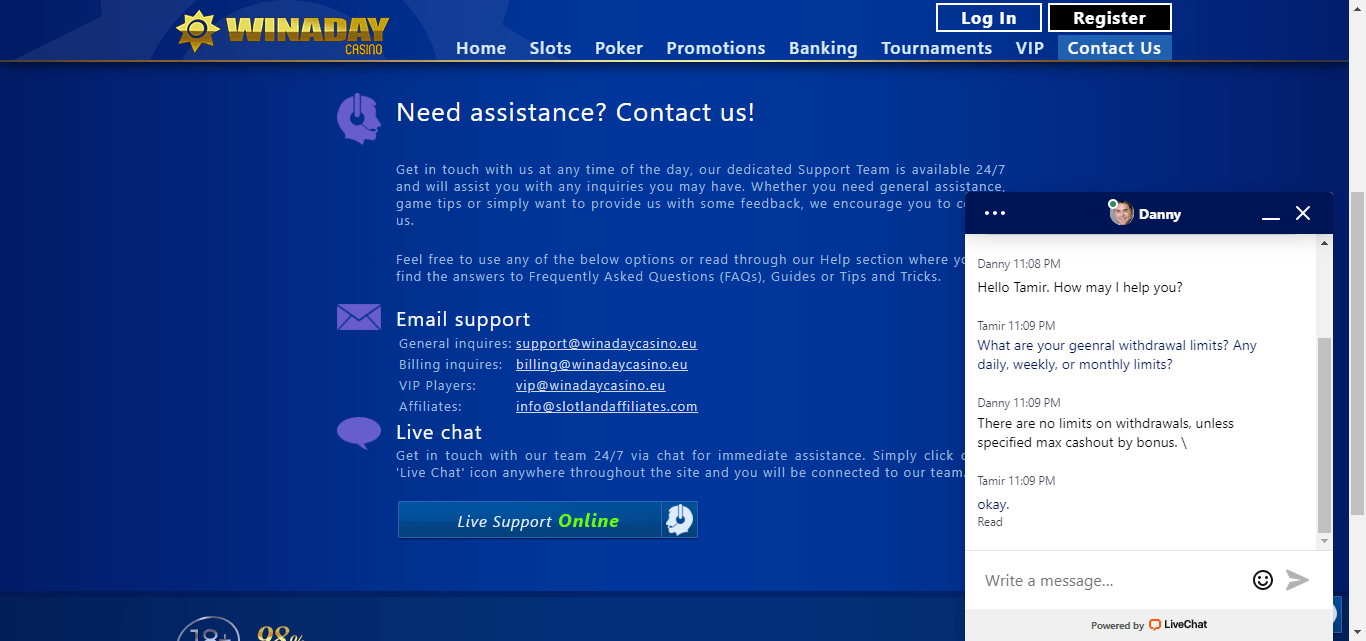 WINADAY
CASINO
Log In
Register
Home Slots Poker Promotions Banking Tournaments VIP Contact Us
Need assistance? Contact us!
Get in touch with us at any time of the day, our dedicated Support Team is available 24/7
and will assist you with any inquiries you may have. Whether you need general assistance,
game tips or simply want to provide us with some feedback, we encourage you to
us.
Feel free to use any of the below options or read through our Help section where
find the answers to Frequently Asked Questions (FAQs), Guides or Tips and Tricks.
Email support
General inquires: support@winadaycasino.eu
Billing inquires: billing@winadaycasino.eu
VIP Players: vip@winadaycasino.eu
Affiliates: info@slotlandaffiliates.com
Live chat
Get in touch with our team 24/7 via chat for immediate assistance. Simply click
'Live Chat' icon anywhere throughout the site and you will be connected to our team.
Live Support Online
18+
98%
Danny
Danny 11:08 PM
Hello Tamir. How may I help you?
Tamir 11:09 PM
What are your geenral withdrawal limits? Any
daily, weekly, or monthly limits?
Danny 11:09 PM
There are no limits on withdrawals, unless
specified max cashout by bonus. \
Tamir 11:09 PM
okay.
Read
Write a message...
Powered by LiveChat